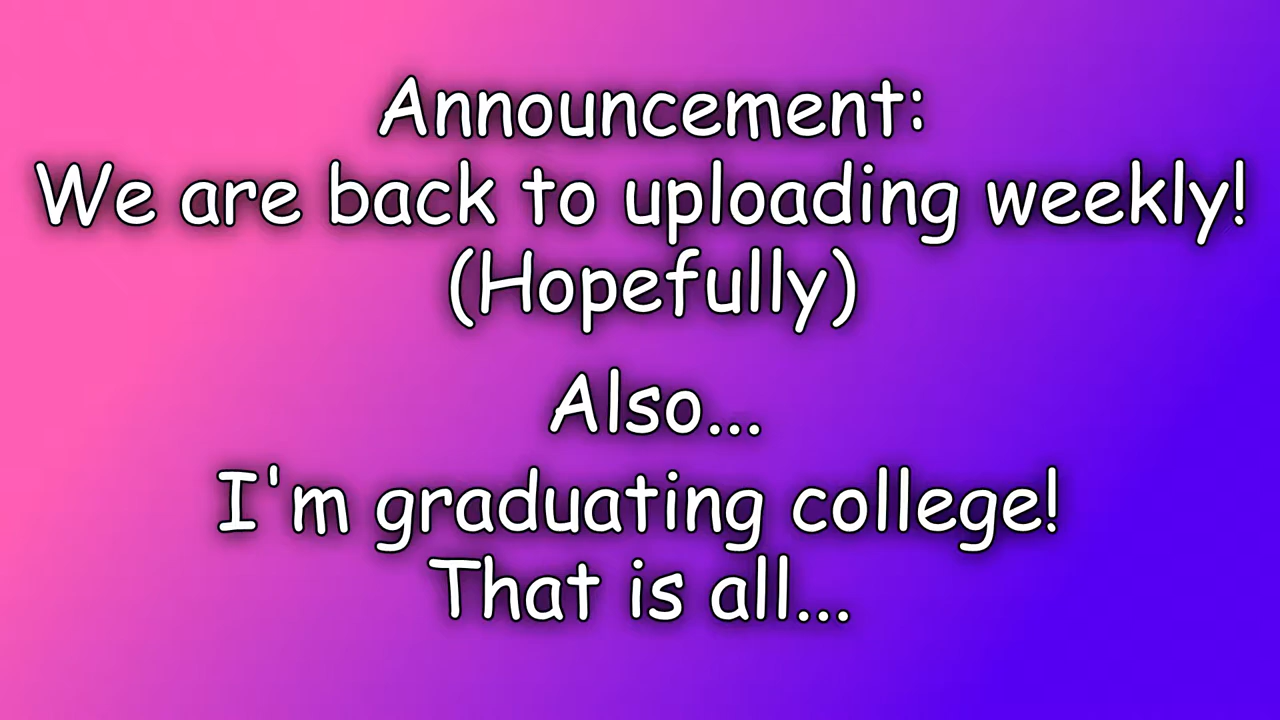 Announcement:
We are back to uploading weekly!
(Hopefully)
Also...
I'm graduating college!
That is all...